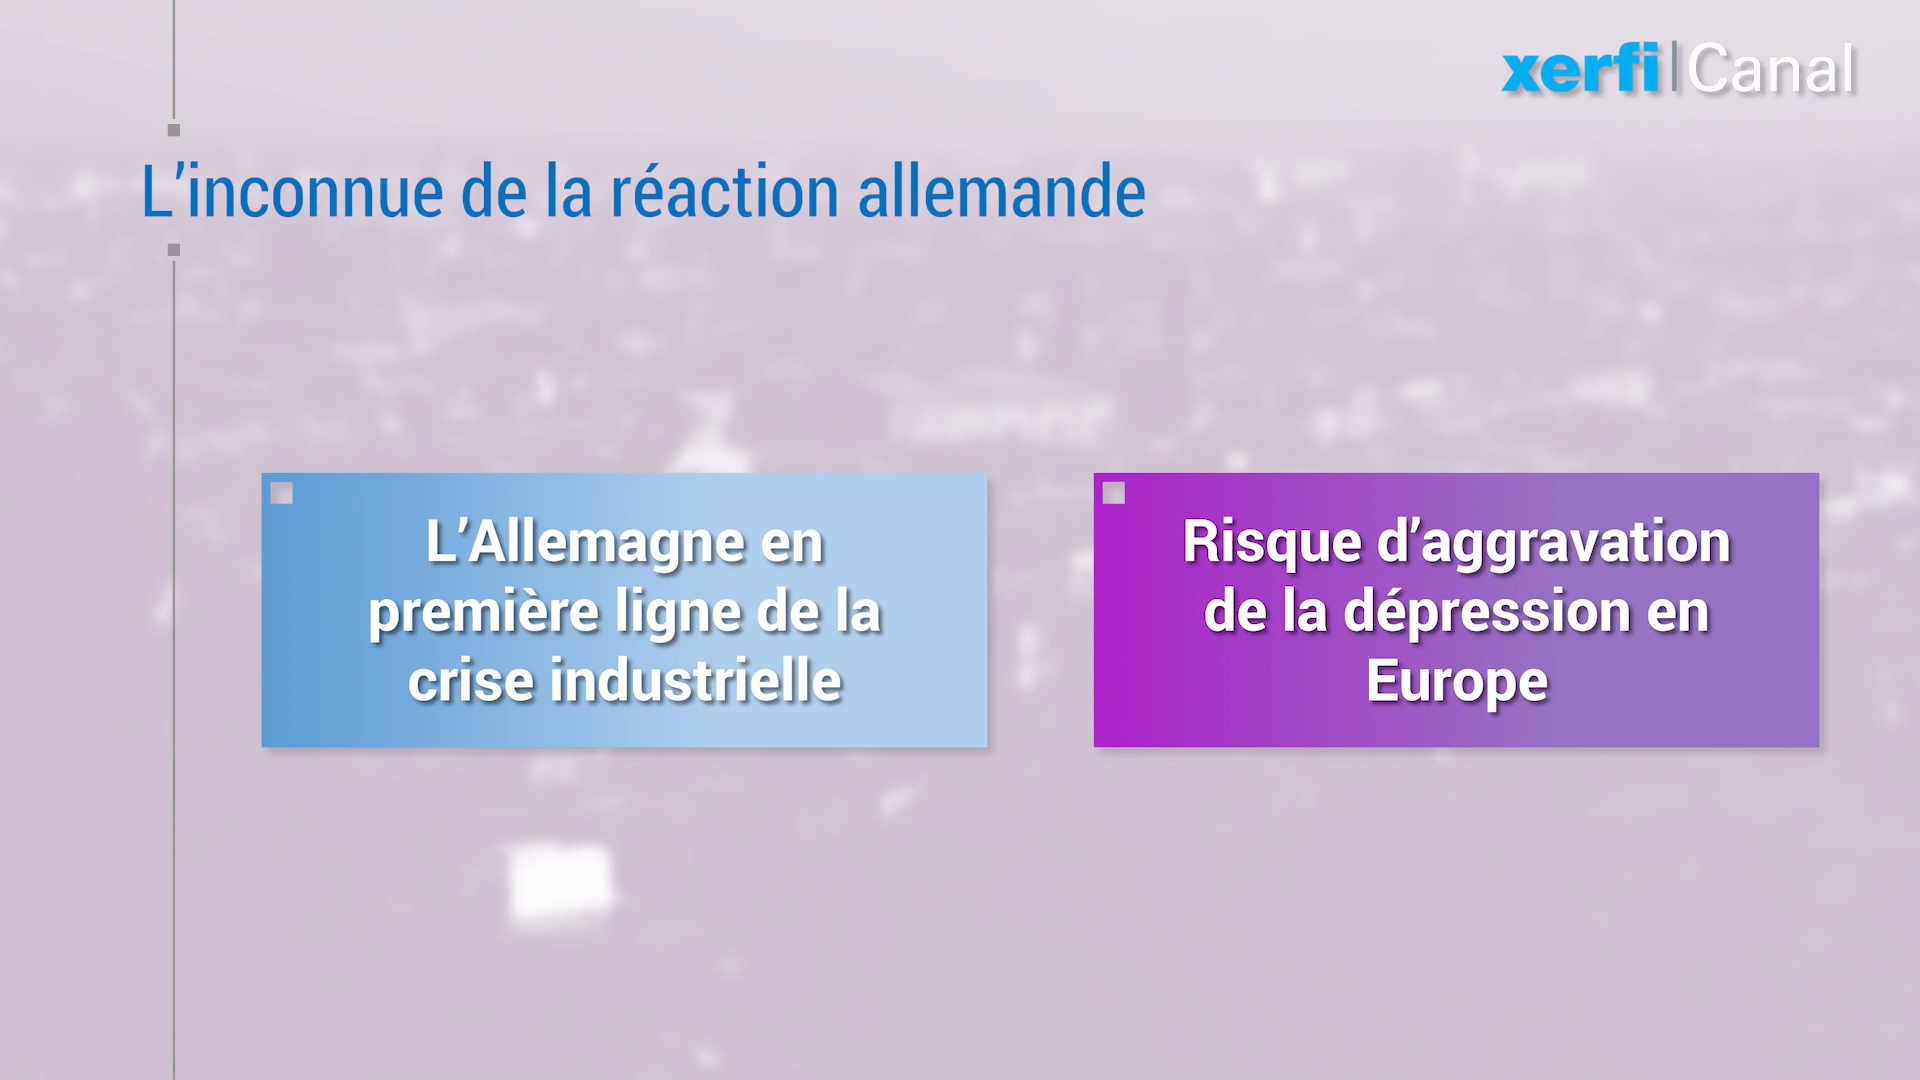 xerfi Canal
L’inconnue de la réaction allemande
L’Allemagne en
première ligne de la
crise industrielle
Risque d’aggravation
de la dépression en
Europe